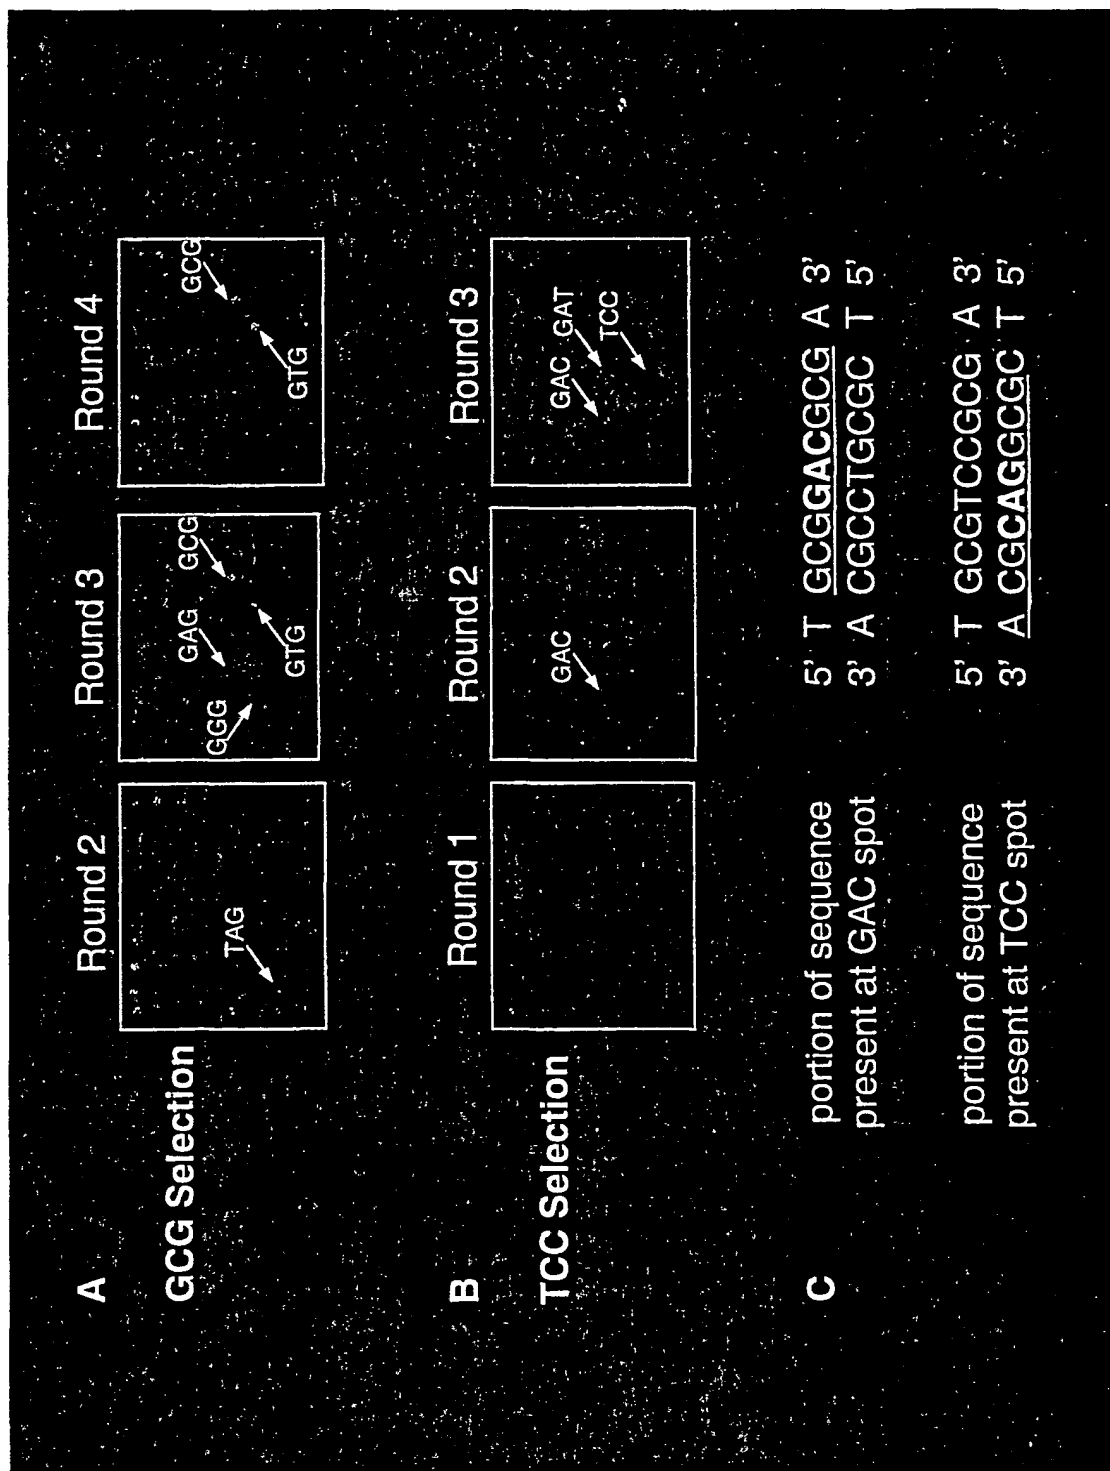 A
GCG Selection
Round 2
TAG
Round 3
GGG
GAG
GCG
GTG
Round 4
GCG
GTG
B
TCC Selection
Round 1
Round 2
GAC
Round 3
GAC
GAT
TCC
C
portion of sequence
present at GAC spot
5' T GCGGACGCG A 3'
3' A CGCCTGCGC T 5'
portion of sequence
present at TCC spot
5' T GCGTCCGCG A 3'
3' A CGCAGGCGC T 5'